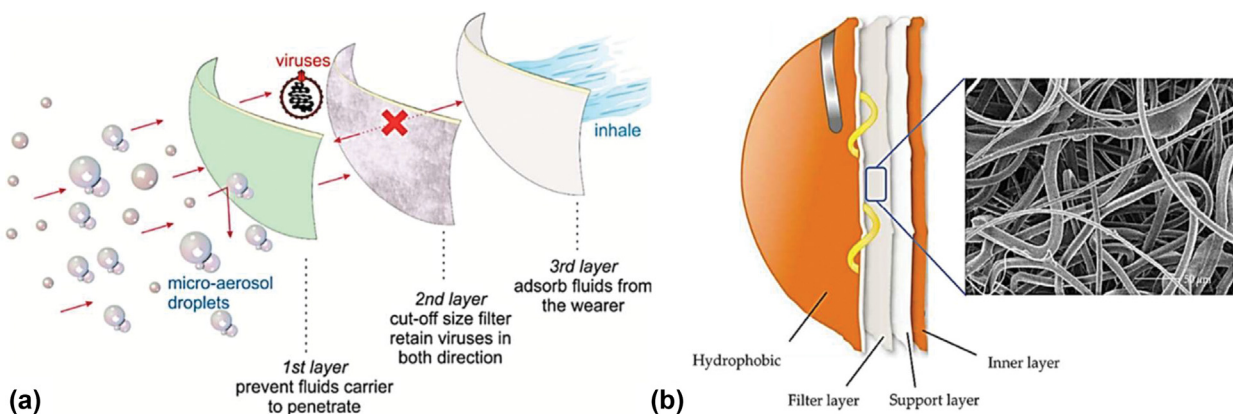 viruses
inhale
micro-aerosol
droplets
1st layer
prevent fluids carrier
to penetrate
2nd layer
cut-off size filter
retain viruses in
both direction
3rd layer
adsorb fluids from
the wearer
(a)
Hydrophobic
Filter layer
Support layer
Inner layer
(b)